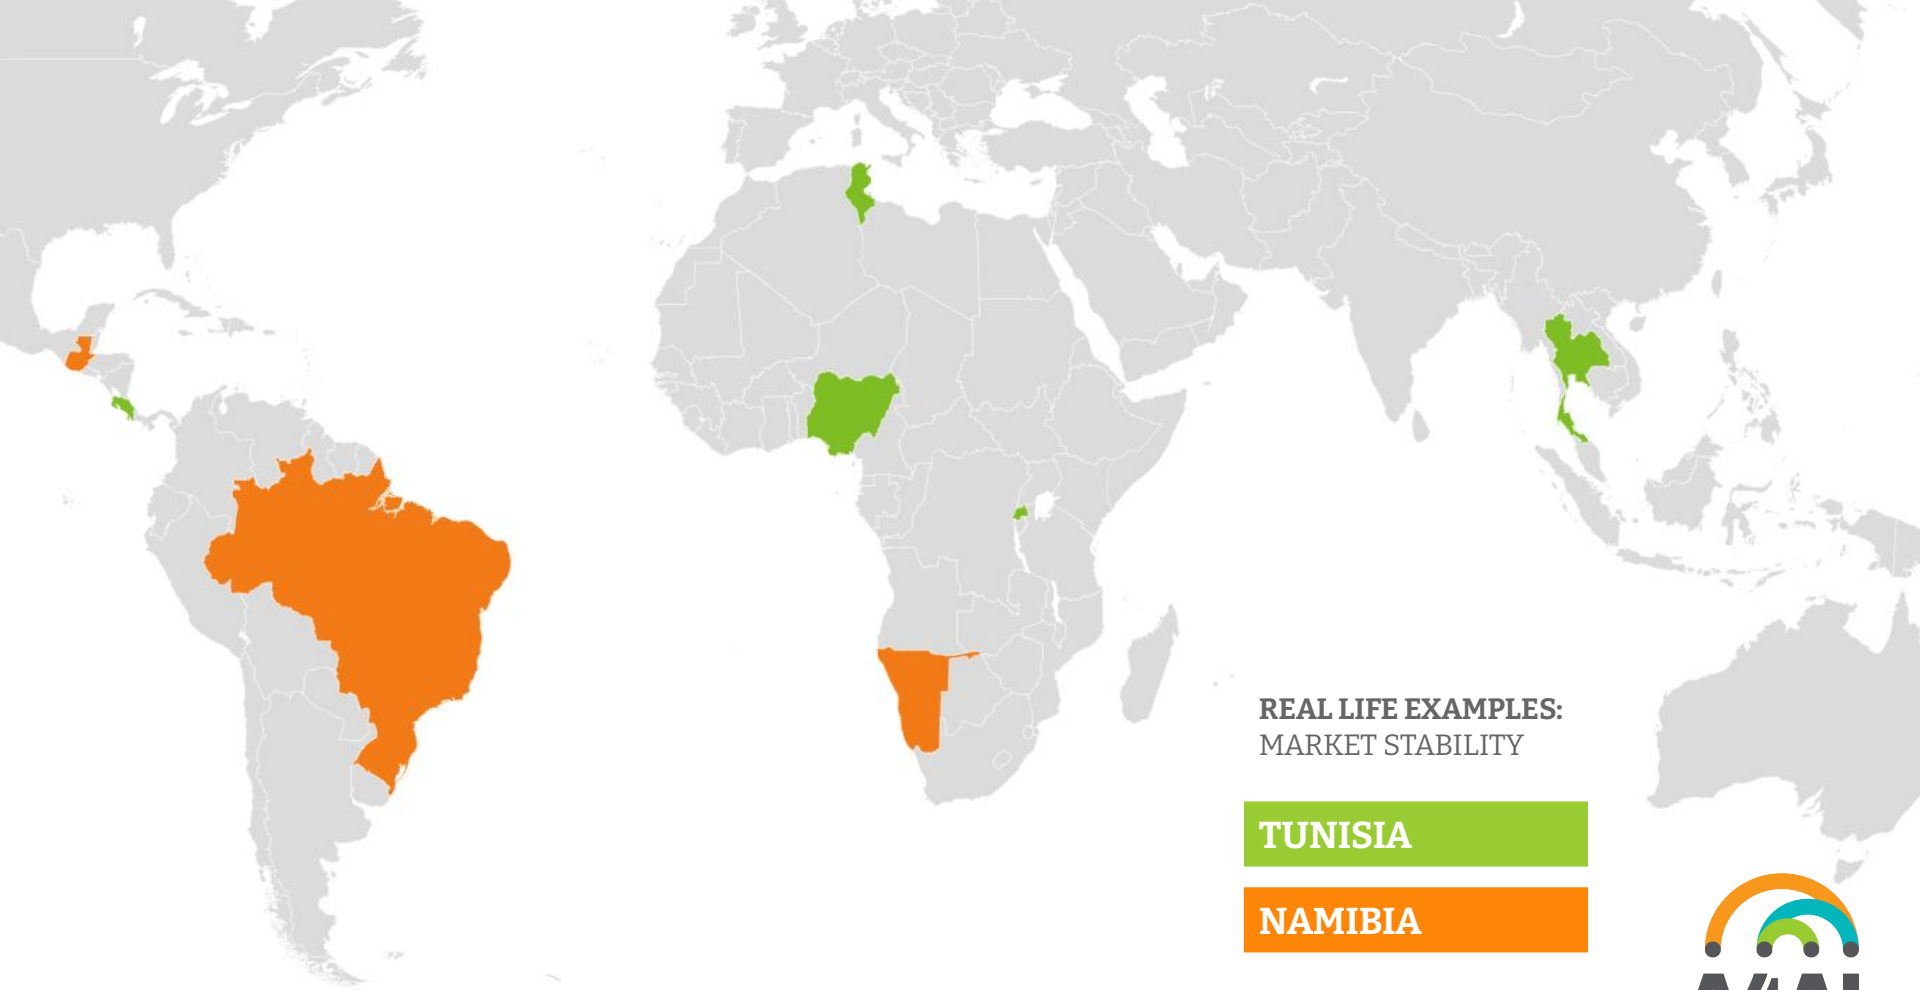 REAL LIFE EXAMPLES:
MARKET STABILITY
TUNISIA
NAMIBIA